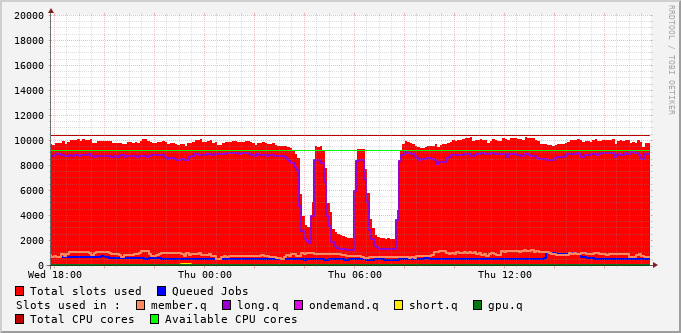 20000
18000
16000
14000
12000
10000
8000
6000
4000
2000
0
Wed 18:00 Thu 00:00 Thu 06:00 Thu 12:00
RRDTOOL / TOBI OETIKER
Total slots used Queued Jobs
Slots used in : member.q long.q ondemand.q short.q gpu.q
Total CPU cores Available CPU cores